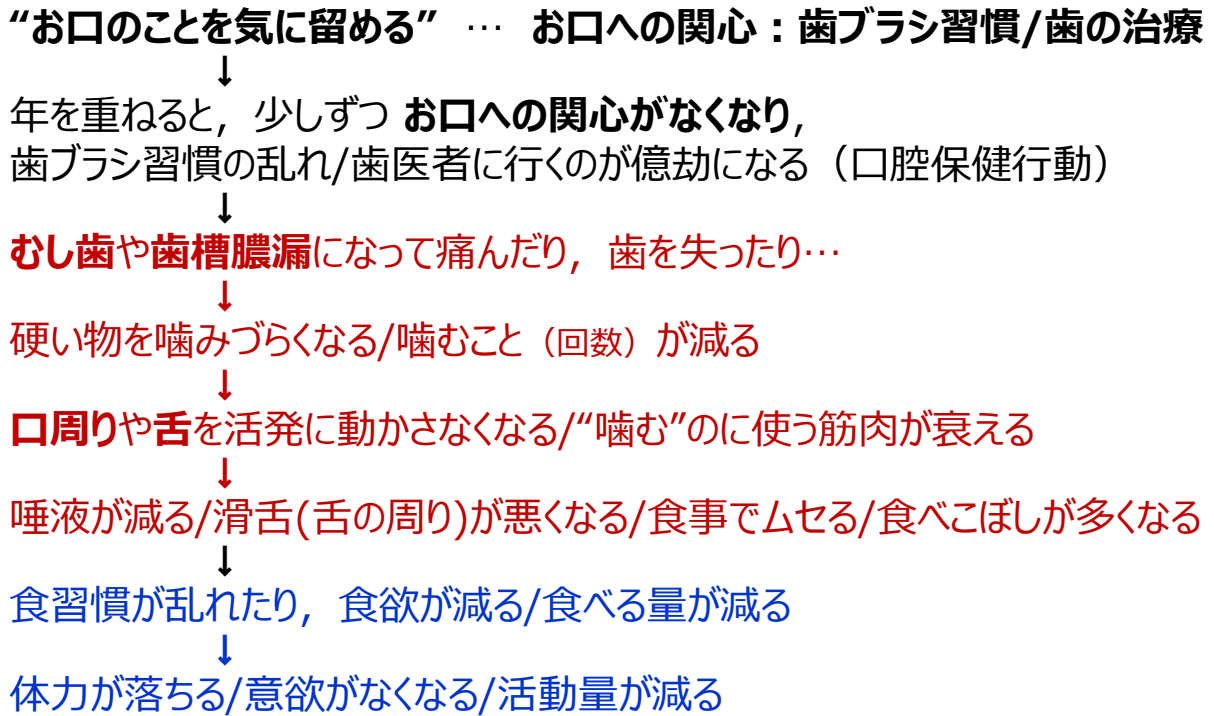 “お口のことを気に留める” … お口への関心：歯ブラシ習慣/歯の治療
↓
年を重ねると，少しずつ お口への関心がなくなり，
歯ブラシ習慣の乱れ/歯医者に行くのが億劫になる（口腔保健行動）
↓
むし歯や歯槽膿漏になって痛んだり，歯を失ったり…
↓
硬い物を噛みづらくなる/噛むこと（回数）が減る
↓
口周りや舌を活発に動かさなくなる/“噛む”のに使う筋肉が衰える
↓
唾液が減る/滑舌(舌の周り)が悪くなる/食事でムセる/食べこぼしが多くなる
↓
食習慣が乱れたり，食欲が減る/食べる量が減る
↓
体力が落ちる/意欲がなくなる/活動量が減る